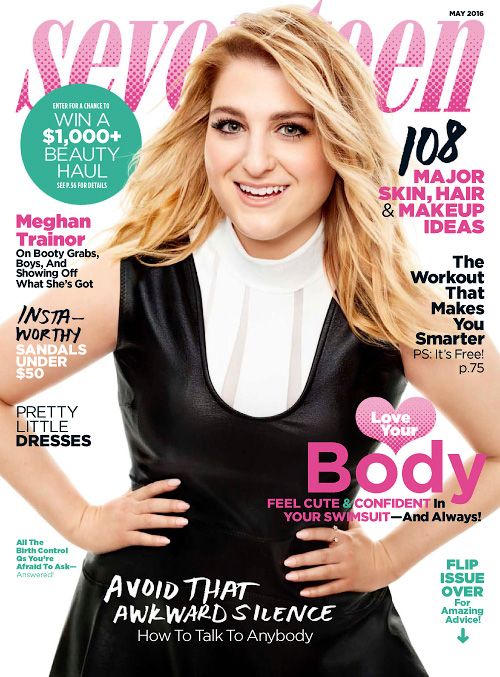 seventeen
MAY 2016
ENTER FOR A CHANCE TO
WIN A
$1,000+
BEAUTY
HAUL
SEE P.56 FOR DETAILS
108
MAJOR
SKIN, HAIR
& MAKEUP
IDEAS
Meghan
Trainor
On Booty Grabs,
Boys, And
Showing Off
What She's Got
The
Workout
That
Makes
You
Smarter
PS: It's Free!
p.75
INSTA-
WORTHY
SANDALS
UNDER
$50
PRETTY
LITTLE
DRESSES
Love
Your
Body
FEEL CUTE & CONFIDENT In
YOUR SWIMSUIT—And Always!
All The
Birth Control
Qs You're
Afraid To Ask—
Answered!
AVOID THAT
AWKWARD SILENCE
How To Talk To Anybody
FLIP
ISSUE
OVER
For
Amazing
Advice!